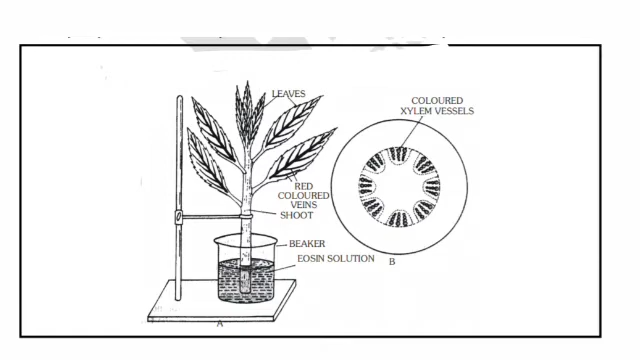 LEAVES
COLOURED
XYLEM VESSELS
RED
COLOURED
VEINS
SHOOT
BEAKER
EOSIN SOLUTION
B
A